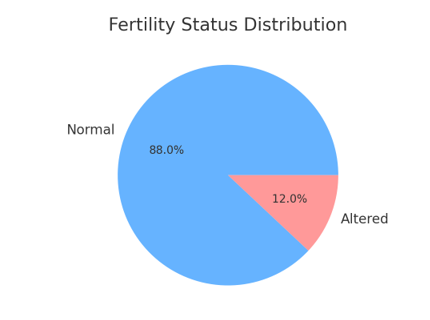 Fertility Status Distribution
Normal
88.0%
12.0%
Altered